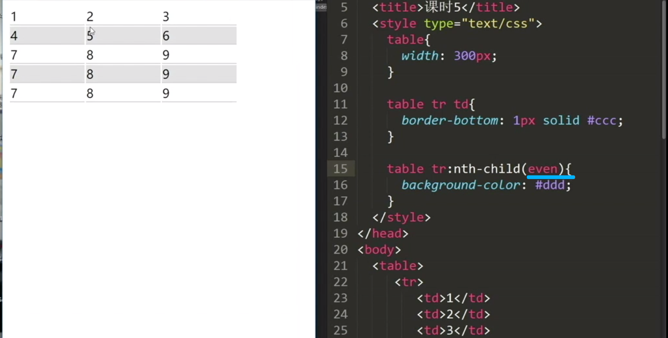 1 2 3
4 5 6
7 8 9
7 8 9
7 8 9
5 <title>课时5</title>
6 <style type="text/css">
7 table{
8 width: 300px;
9 }
10
11 table tr td{
12 border-bottom: 1px solid #ccc;
13 }
14
15 table tr:nth-child(even){
16 background-color: #ddd;
17 }
18 </style>
19 </head>
20 <body>
21 <table>
22 <tr>
23 <td>1</td>
24 <td>2</td>
25 <td>3</td>